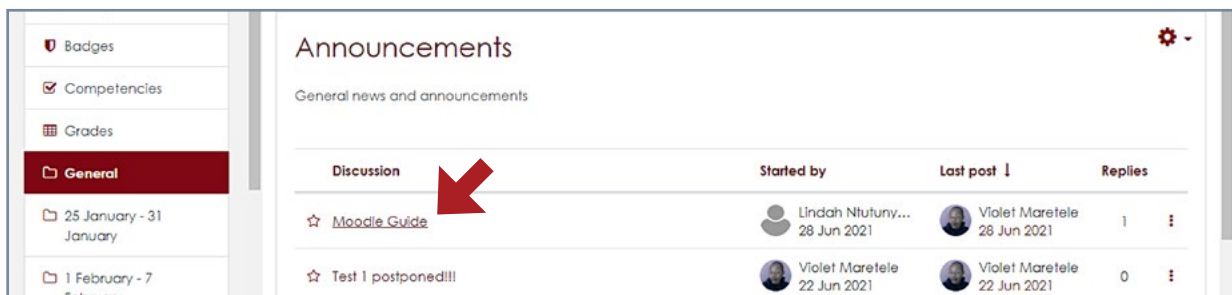 Badges
Competencies
Grades
General
25 January - 31
January
1 February - 7
Announcements
General news and announcements
Discussion Started by Last post ↓ Replies
Moodle Guide Lindah Ntutuny... Violet Maretele 1
28 Jun 2021 28 Jun 2021
Test 1 postponed!!! Violet Maretele Violet Maretele 0
22 Jun 2021 22 Jun 2021